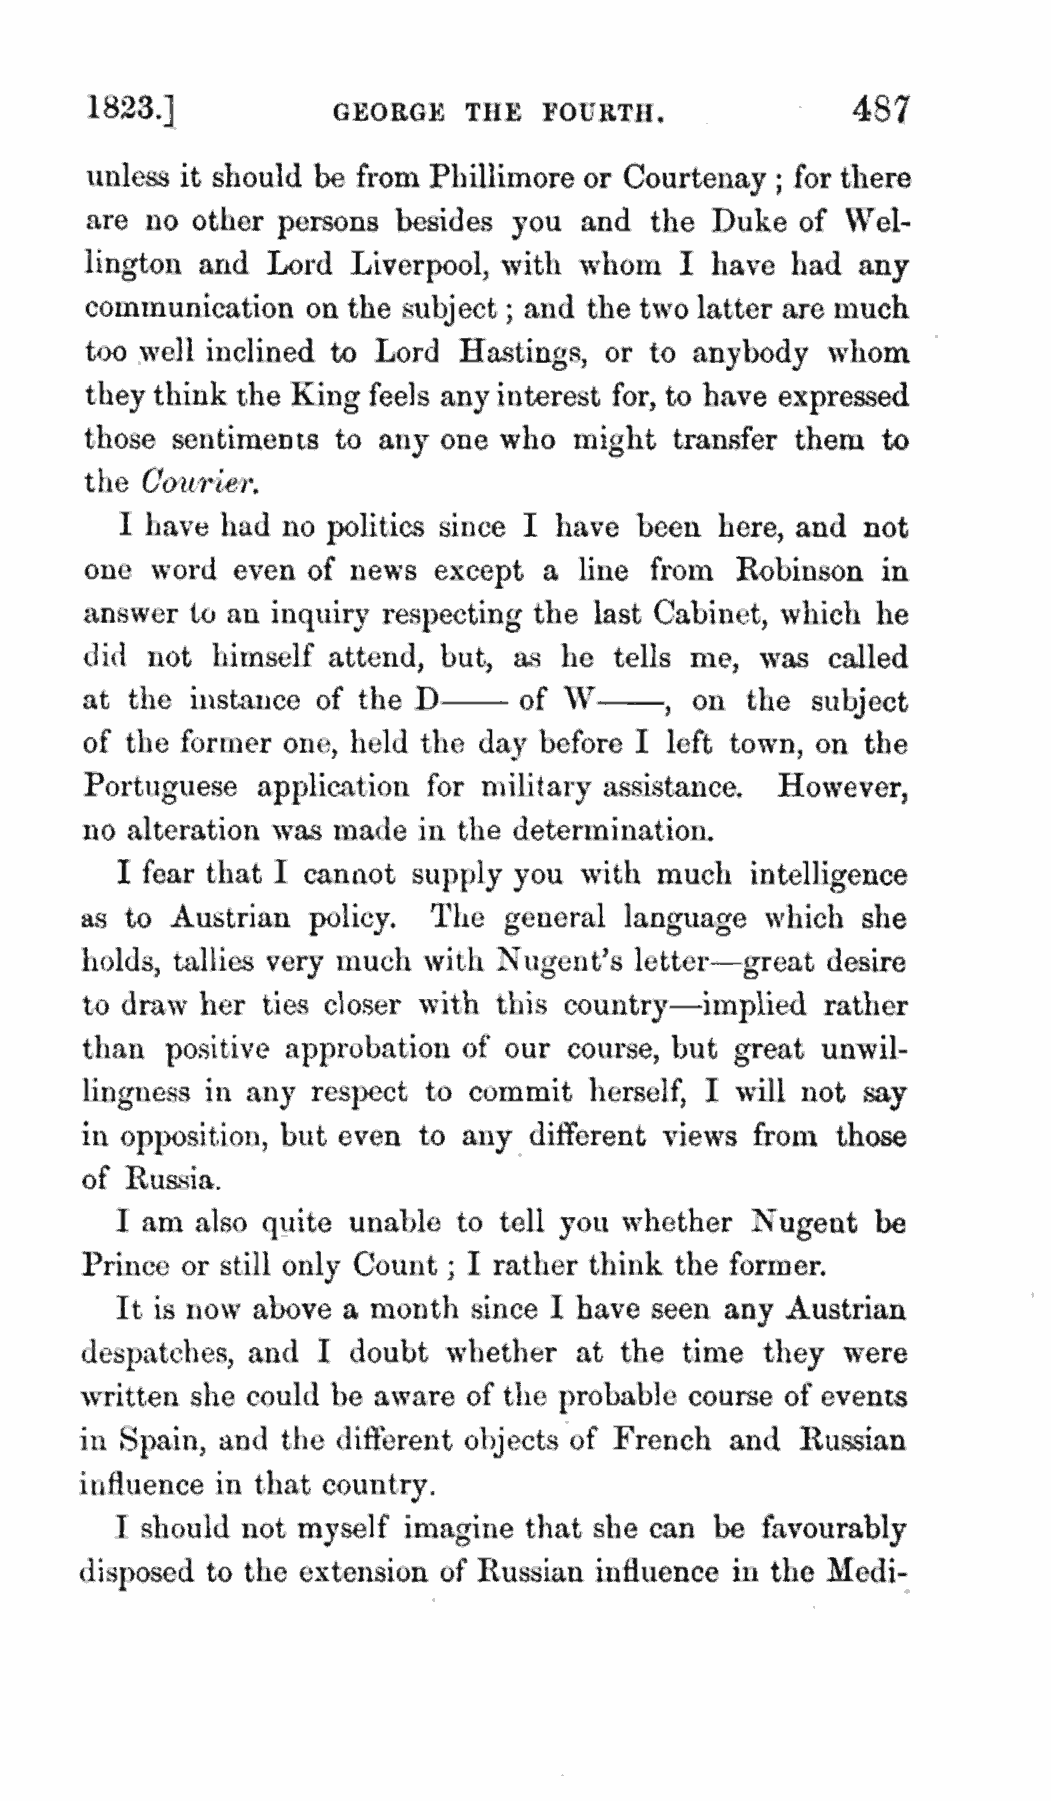 1823.] GEORGE THE FOURTH. 487
unless it should be from Phillimore or Courtenay ; for there
are no other persons besides you and the Duke of Wel-
lington and Lord Liverpool, with whom I have had any
communication on the subject ; and the two latter are much
too well inclined to Lord Hastings, or to anybody whom
they think the King feels any interest for, to have expressed
those sentiments to any one who might transfer them to
the Courier.
I have had no politics since I have been here, and not
one word even of news except a line from Robinson in
answer to an inquiry respecting the last Cabinet, which he
did not himself attend, but, as he tells me, was called
at the instance of the D—— of W——, on the subject
of the former one, held the day before I left town, on the
Portuguese application for military assistance. However,
no alteration was made in the determination.
I fear that I cannot supply you with much intelligence
as to Austrian policy. The general language which she
holds, tallies very much with Nugent's letter—great desire
to draw her ties closer with this country—implied rather
than positive approbation of our course, but great unwil-
lingness in any respect to commit herself, I will not say
in opposition, but even to any different views from those
of Russia.
I am also quite unable to tell you whether Nugent be
Prince or still only Count ; I rather think the former.
It is now above a month since I have seen any Austrian
despatches, and I doubt whether at the time they were
written she could be aware of the probable course of events
in Spain, and the different objects of French and Russian
influence in that country.
I should not myself imagine that she can be favourably
disposed to the extension of Russian influence in the Medi-